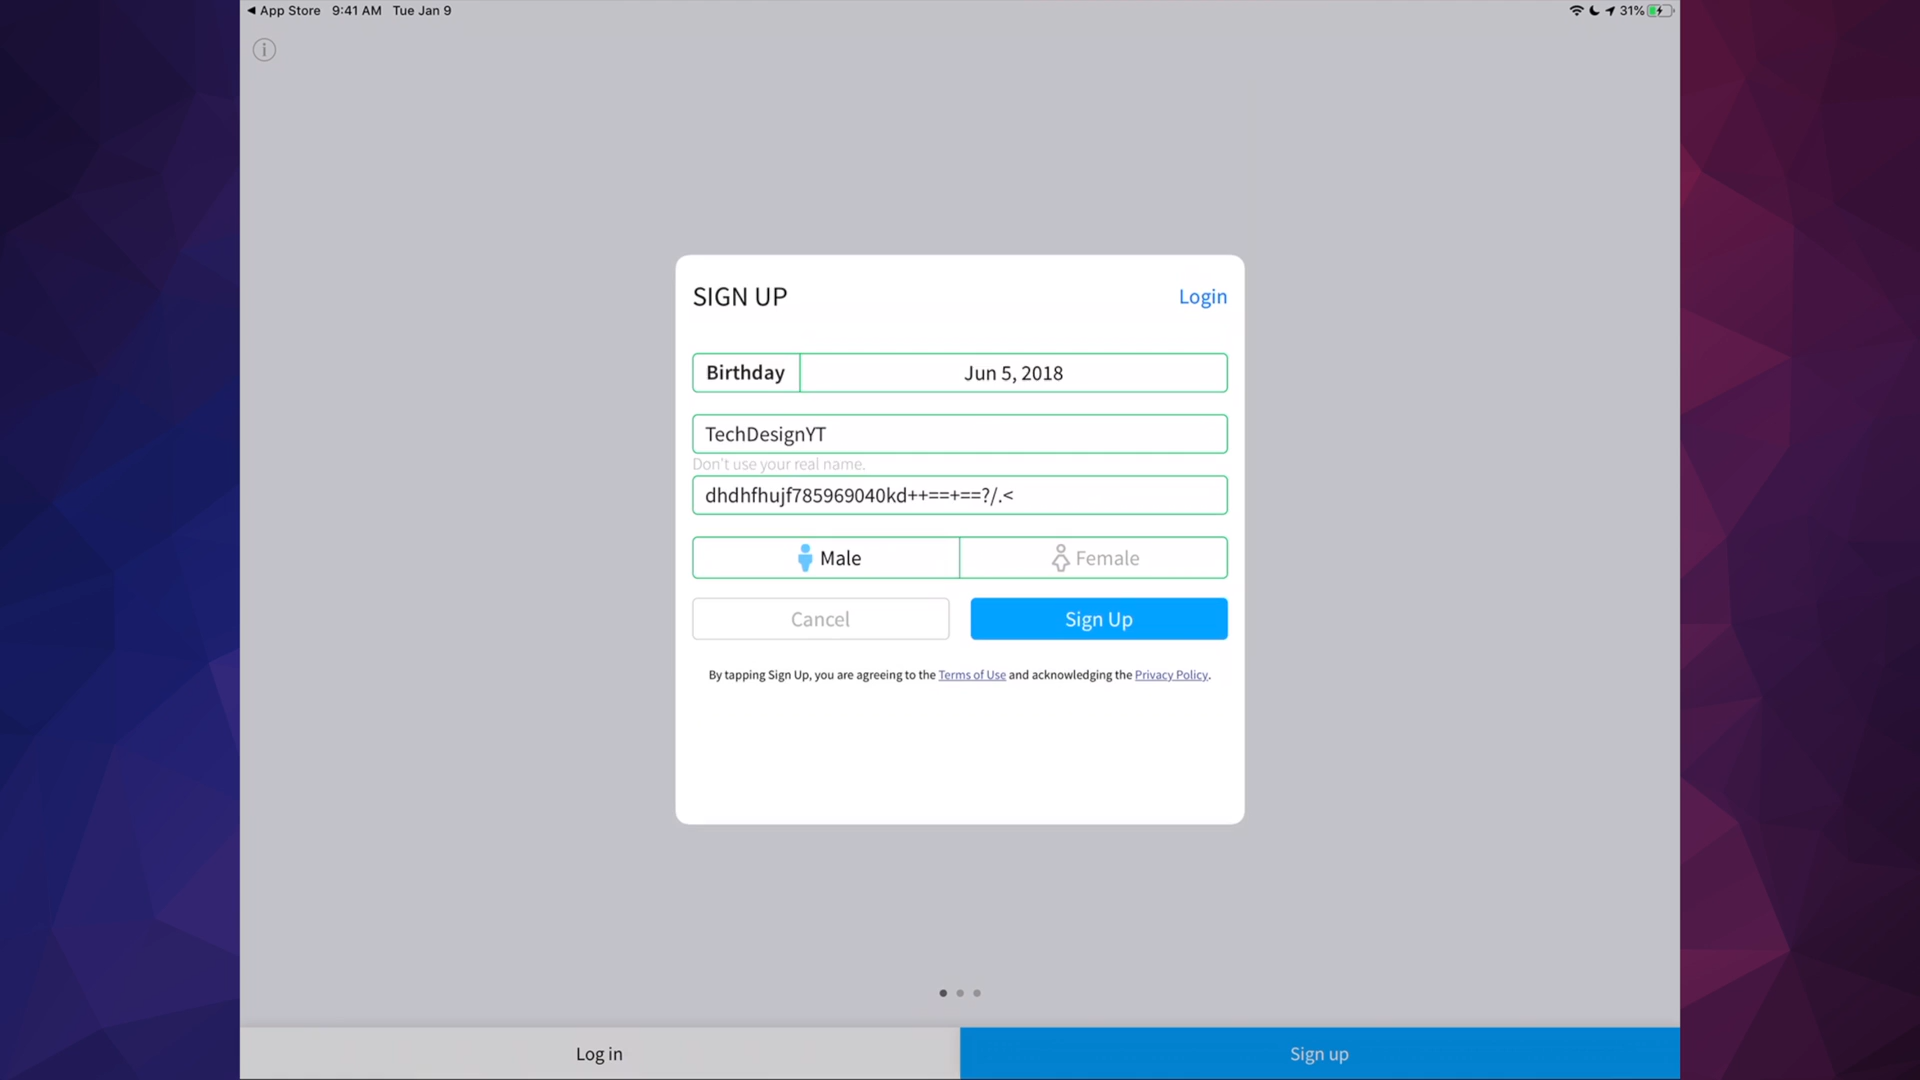 App Store 9:41 AM Tue Jan 9 31%
SIGN UP Login
Birthday Jun 5, 2018
TechDesignYT
Don't use your real name.
dhdhfhujf785969040kd++==+==?/.<
Male Female
Cancel Sign Up
By tapping Sign Up, you are agreeing to the Terms of Use and acknowledging the Privacy Policy.
Log in Sign up